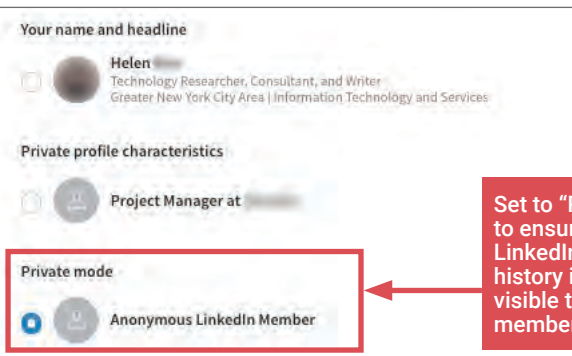 Your name and headline
Helen
Technology Researcher, Consultant, and Writer
Greater New York City Area | Information Technology and Services
Private profile characteristics
Project Manager at
Private mode
Anonymous LinkedIn Member
Set to
to
LinkedIn
history
visible
member